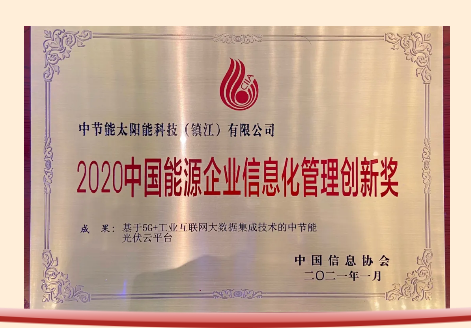 CIIA
中节能太阳能科技(镇江)有限公司
2020中国能源企业信息化管理创新奖
成 果: 基于5G+工业互联网大数据集成技术的中节能
光伏云平台
中国信息协会
二〇二一年一月